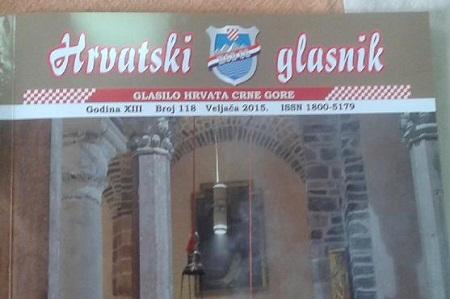 Hrvatski glasnik
GLASILO HRVATA CRNE GORE
Godina XIII Broj 118 Veljača 2015. ISSN 1800-5179